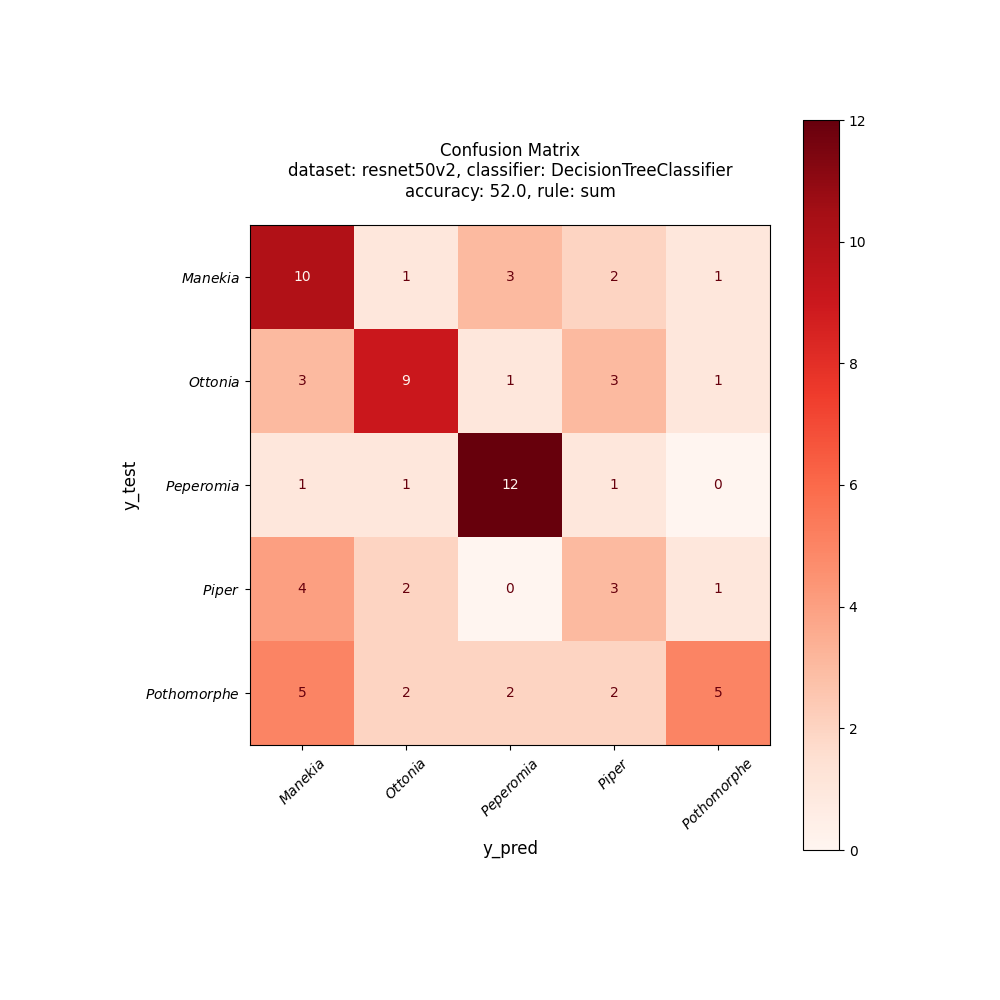 Confusion Matrix
dataset: resnet50v2, classifier: DecisionTreeClassifier
accuracy: 52.0, rule: sum
y_test
Manekia 10 1 3 2 1
Ottonia 3 9 1 3 1
Peperomia 1 1 12 1 0
Piper 4 2 0 3 1
Pothomorphe 5 2 2 2 5
Manekia Ottonia Peperomia Piper Pothomorphe
y_pred
12
10
8
6
4
2
0